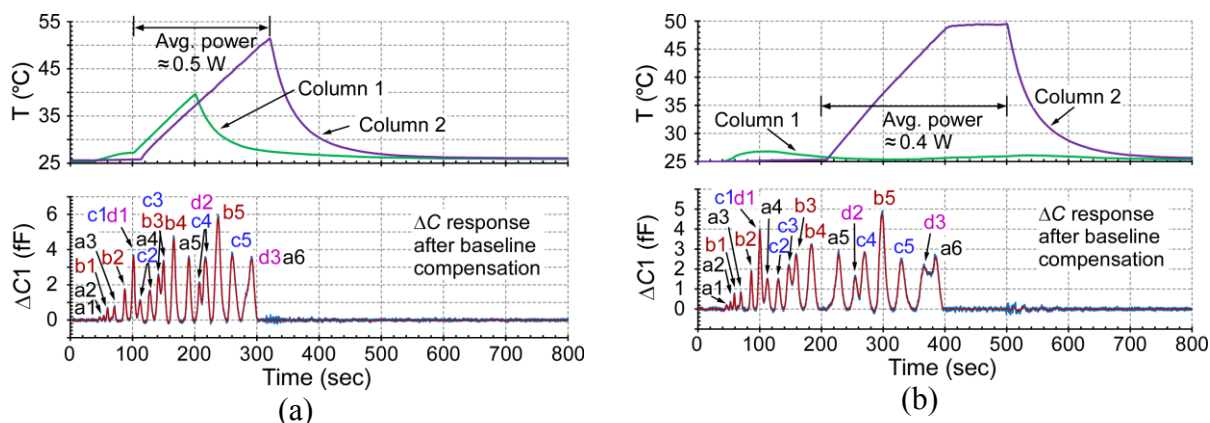 T (ºC)
55
45
35
25
Avg. power
≈ 0.5 W
Column 1
Column 2
ΔC1 (fF)
6
4
2
0
a1
a2
b1
a3
b2
c1 d1
c2
a4
c3
b3 b4
a5
d2
c4
b5
c5
d3 a6
ΔC response
after baseline
compensation
0 100 200 300 400 500 600 700 800
Time (sec)
(a)
T (ºC)
50
45
40
35
30
25
Column 1
Avg. power
≈ 0.4 W
Column 2
ΔC1 (fF)
5
4
3
2
1
0
a1
a2
b1
a3
b2
c1 d1
a4
c2
c3
b3
b4
a5
d2
c4
b5
c5
d3
a6
ΔC response
after baseline
compensation
0 100 200 300 400 500 600 700 800
Time (sec)
(b)